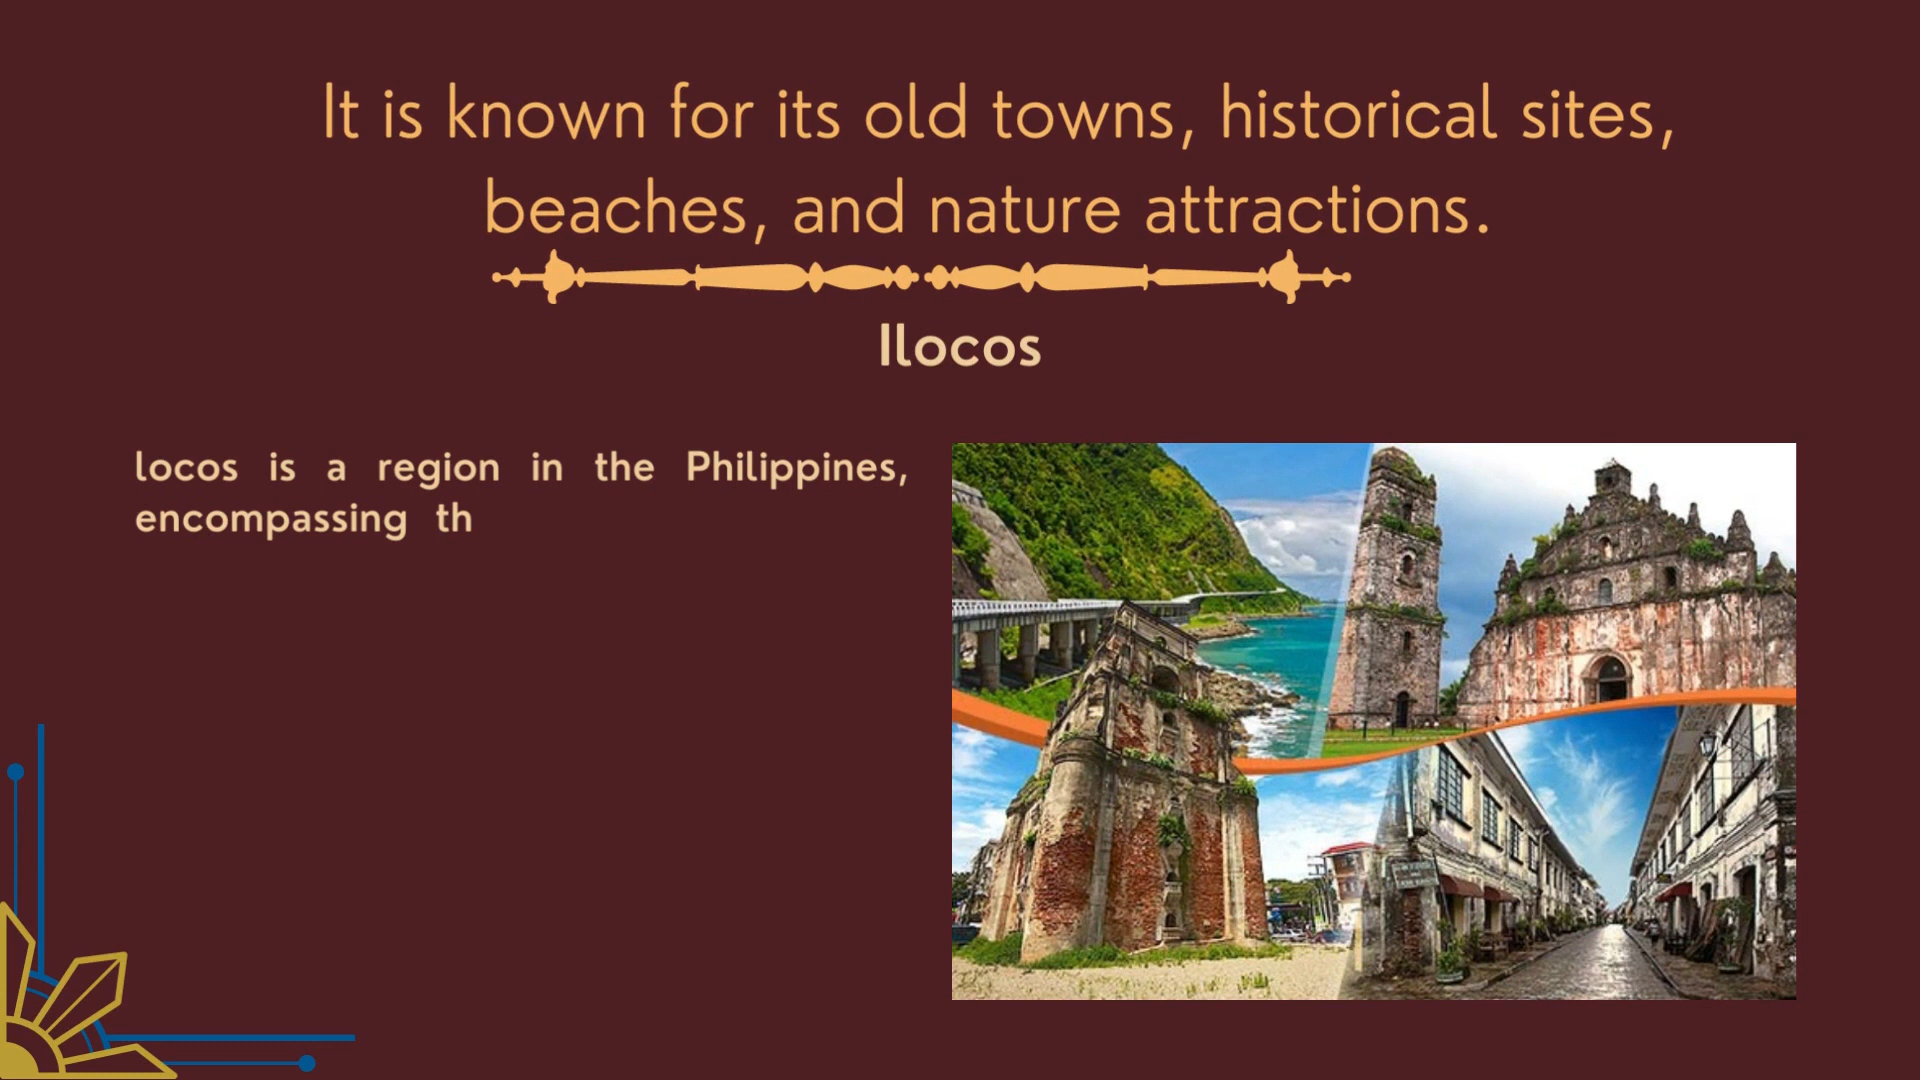 It is known for its old towns, historical sites,
beaches, and nature attractions.
Ilocos
locos is a region in the Philippines,
encompassing th